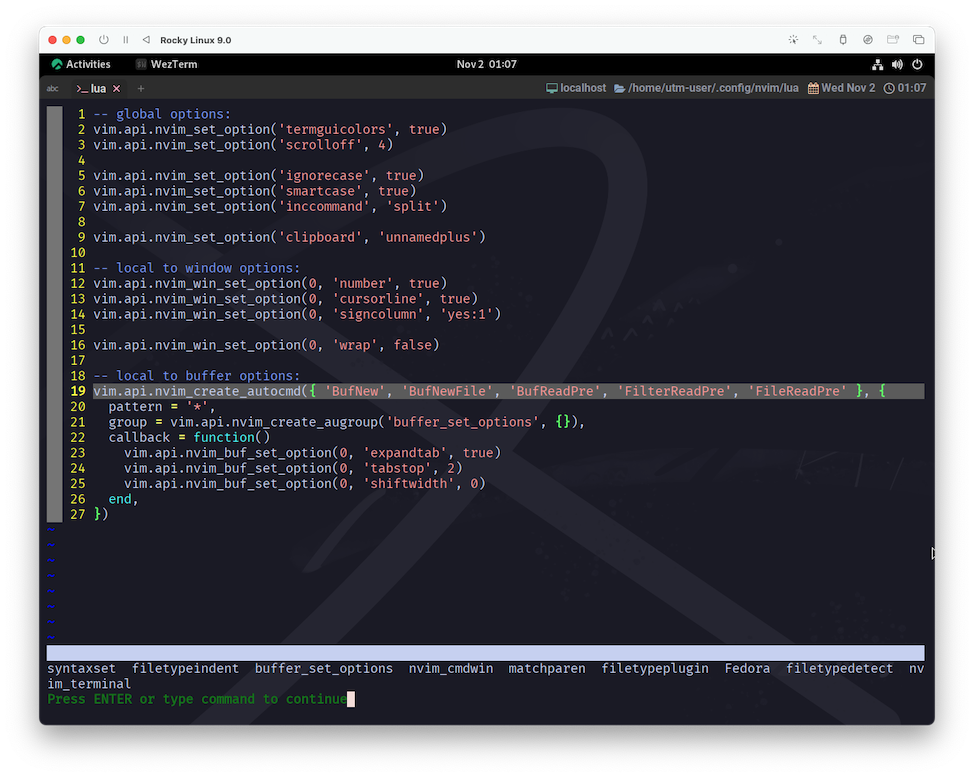 Rocky Linux 9.0
Activities WezTerm Nov 2 01:07
abc >_ lua × + localhost /home/utm-user/.config/nvim/lua Wed Nov 2 01:07
1 -- global options:
2 vim.api.nvim_set_option('termguicolors', true)
3 vim.api.nvim_set_option('scrolloff', 4)
4
5 vim.api.nvim_set_option('ignorecase', true)
6 vim.api.nvim_set_option('smartcase', true)
7 vim.api.nvim_set_option('inccommand', 'split')
8
9 vim.api.nvim_set_option('clipboard', 'unnamedplus')
10
11 -- local to window options:
12 vim.api.nvim_win_set_option(0, 'number', true)
13 vim.api.nvim_win_set_option(0, 'cursorline', true)
14 vim.api.nvim_win_set_option(0, 'signcolumn', 'yes:1')
15
16 vim.api.nvim_win_set_option(0, 'wrap', false)
17
18 -- local to buffer options:
19 vim.api.nvim_create_autocmd({ 'BufNew', 'BufNewFile', 'BufReadPre', 'FilterReadPre', 'FileReadPre' }, {
20   pattern = '*',
21   group = vim.api.nvim_create_augroup('buffer_set_options', {}),
22   callback = function()
23     vim.api.nvim_buf_set_option(0, 'expandtab', true)
24     vim.api.nvim_buf_set_option(0, 'tabstop', 2)
25     vim.api.nvim_buf_set_option(0, 'shiftwidth', 0)
26   end,
27 })
~
~
~
~
~
~
~
~
syntaxset  filetypeindent  buffer_set_options  nvim_cmdwin  matchparen  filetypeplugin  Fedora  filetypedetect  nv
im_terminal
Press ENTER or type command to continue